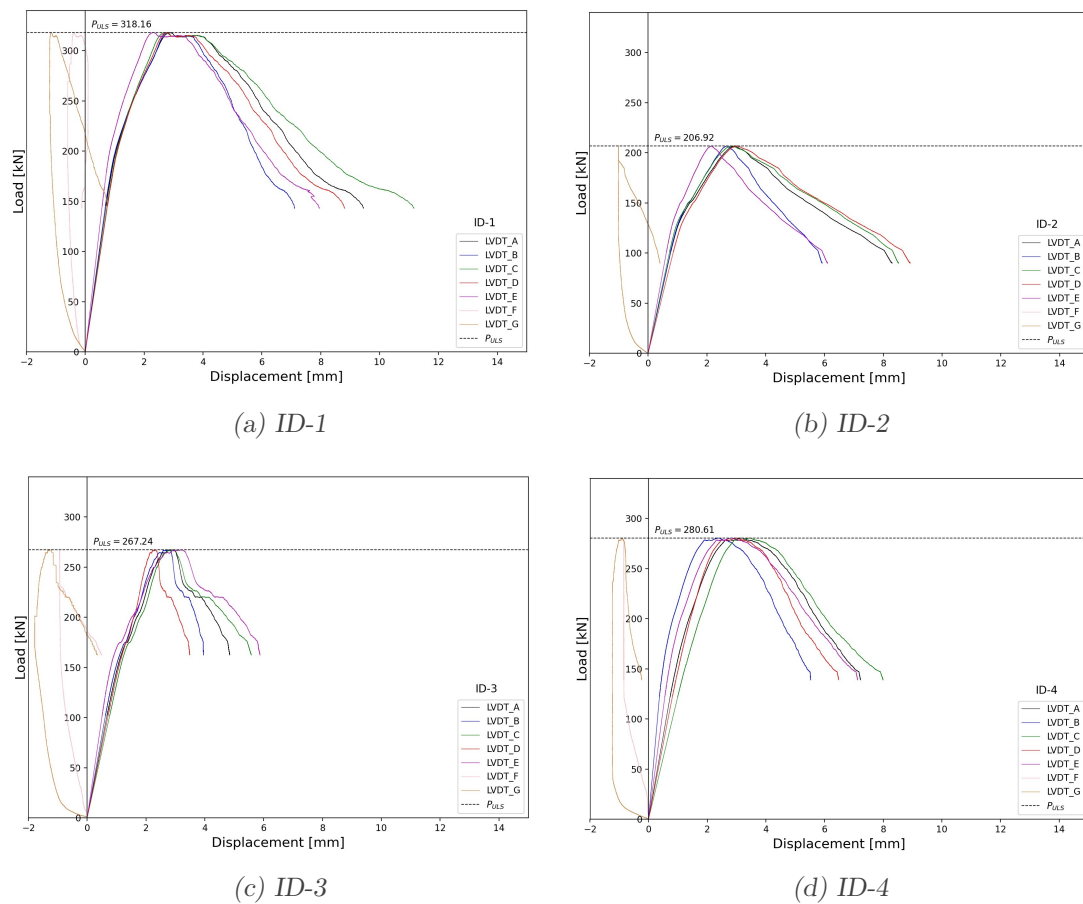 P_ULS = 318.16
300
250
200
150
100
50
0
Load [kN]
−2 0 2 4 6 8 10 12 14
Displacement [mm]
ID-1
LVDT_A
LVDT_B
LVDT_C
LVDT_D
LVDT_E
LVDT_F
LVDT_G
P_ULS
(a) ID-1
P_ULS = 206.92
300
250
200
150
100
50
0
Load [kN]
−2 0 2 4 6 8 10 12 14
Displacement [mm]
ID-2
LVDT_A
LVDT_B
LVDT_C
LVDT_D
LVDT_E
LVDT_F
LVDT_G
P_ULS
(b) ID-2
P_ULS = 267.24
300
250
200
150
100
50
0
Load [kN]
−2 0 2 4 6 8 10 12 14
Displacement [mm]
ID-3
LVDT_A
LVDT_B
LVDT_C
LVDT_D
LVDT_E
LVDT_F
LVDT_G
P_ULS
(c) ID-3
P_ULS = 280.61
300
250
200
150
100
50
0
Load [kN]
−2 0 2 4 6 8 10 12 14
Displacement [mm]
ID-4
LVDT_A
LVDT_B
LVDT_C
LVDT_D
LVDT_E
LVDT_F
LVDT_G
P_ULS
(d) ID-4